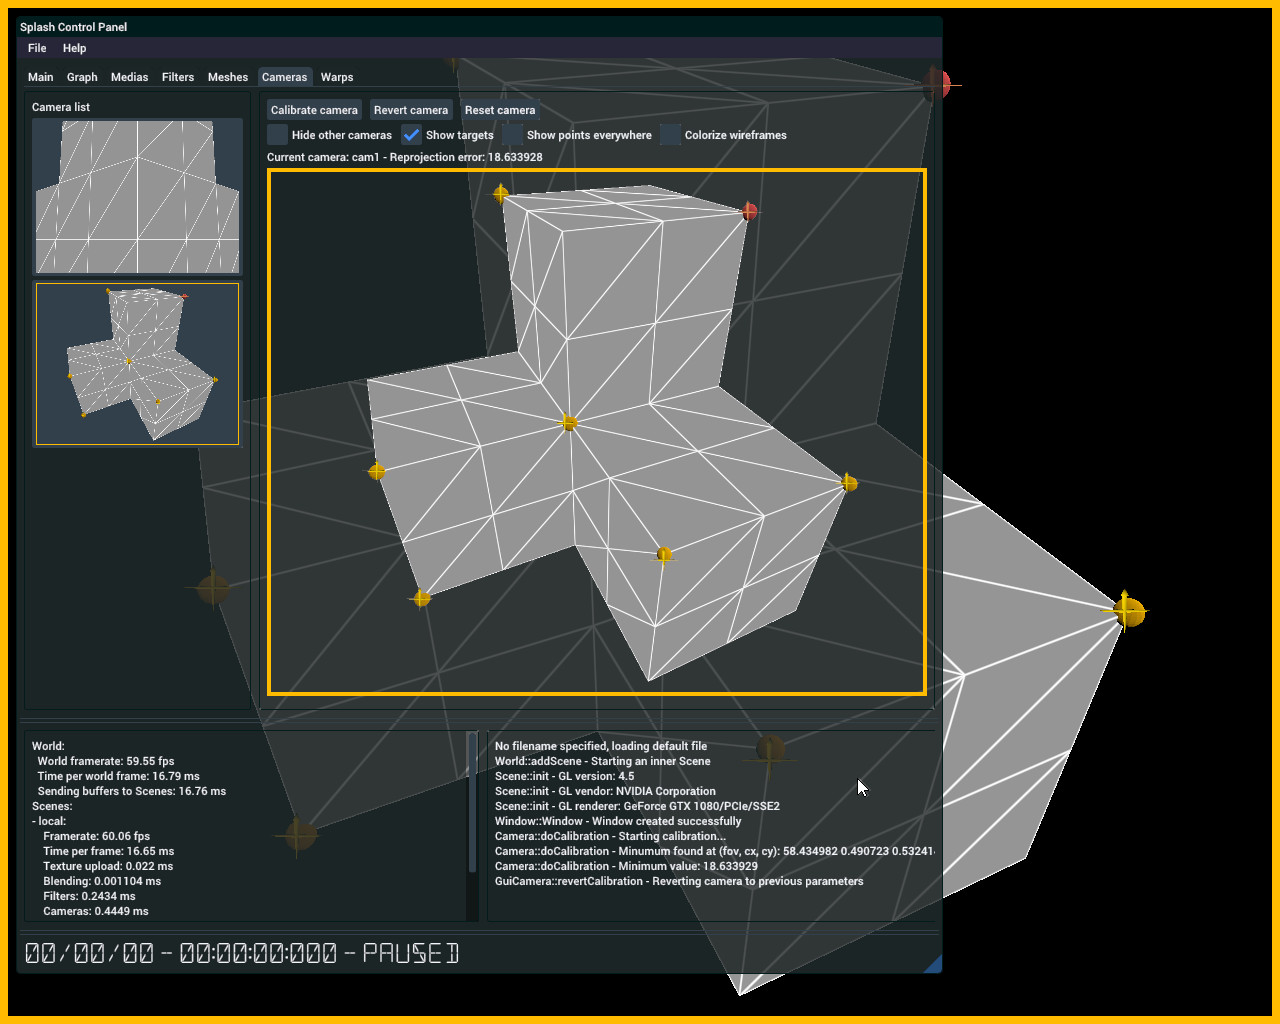 Splash Control Panel
File Help
Main Graph Medias Filters Meshes Cameras Warps
Camera list
Calibrate camera Revert camera Reset camera
Hide other cameras Show targets Show points everywhere Colorize wireframes
Current camera: cam1 - Reprojection error: 18.633928
World:
World framerate: 59.55 fps
Time per world frame: 16.79 ms
Sending buffers to Scenes: 16.76 ms
Scenes:
- local:
Framerate: 60.06 fps
Time per frame: 16.65 ms
Texture upload: 0.022 ms
Blending: 0.001104 ms
Filters: 0.2434 ms
Cameras: 0.4449 ms
No filename specified, loading default file
World::addScene - Starting an inner Scene
Scene::init - GL version: 4.5
Scene::init - GL vendor: NVIDIA Corporation
Scene::init - GL renderer: GeForce GTX 1080/PCIe/SSE2
Window::Window - Window created successfully
Camera::doCalibration - Starting calibration...
Camera::doCalibration - Minumum found at (fov, cx, cy): 58.434982 0.490723 0.53241
Camera::doCalibration - Minimum value: 18.633929
GuiCamera::revertCalibration - Reverting camera to previous parameters
00/00/00 - 00:00:00:000 - PAUSED